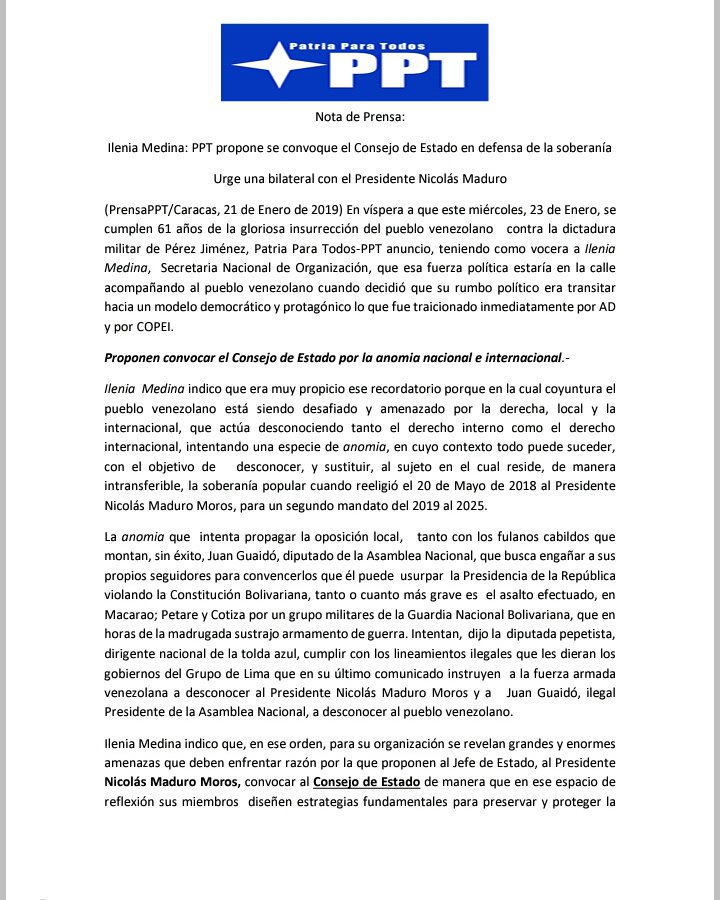 Patria Para Todos
PPT
Nota de Prensa:
Ilenia Medina: PPT propone se convoque el Consejo de Estado en defensa de la soberanía
Urge una bilateral con el Presidente Nicolás Maduro
(PrensaPPT/Caracas, 21 de Enero de 2019) En víspera a que este miércoles, 23 de Enero, se
cumplen 61 años de la gloriosa insurrección del pueblo venezolano contra la dictadura
militar de Pérez Jiménez, Patria Para Todos-PPT anuncio, teniendo como vocera a Ilenia
Medina, Secretaria Nacional de Organización, que esa fuerza política estaría en la calle
acompañando al pueblo venezolano cuando decidió que su rumbo político era transitar
hacia un modelo democrático y protagónico lo que fue traicionado inmediatamente por AD
y por COPEI.
Proponen convocar el Consejo de Estado por la anomia nacional e internacional.-
Ilenia Medina indico que era muy propicio ese recordatorio porque en la cual coyuntura el
pueblo venezolano está siendo desafiado y amenazado por la derecha, local y la
internacional, que actúa desconociendo tanto el derecho interno como el derecho
internacional, intentando una especie de anomia, en cuyo contexto todo puede suceder,
con el objetivo de desconocer, y sustituir, al sujeto en el cual reside, de manera
intransferible, la soberanía popular cuando reeligió el 20 de Mayo de 2018 al Presidente
Nicolás Maduro Moros, para un segundo mandato del 2019 al 2025.
La anomia que intenta propagar la oposición local, tanto con los fulanos cabildos que
montan, sin éxito, Juan Guaidó, diputado de la Asamblea Nacional, que busca engañar a sus
propios seguidores para convencerlos que él puede usurpar la Presidencia de la República
violando la Constitución Bolivariana, tanto o cuanto más grave es el asalto efectuado, en
Macarao; Petare y Cotiza por un grupo militares de la Guardia Nacional Bolivariana, que en
horas de la madrugada sustrajo armamento de guerra. Intentan, dijo la diputada pepetista,
dirigente nacional de la tolda azul, cumplir con los lineamientos ilegales que les dieran los
gobiernos del Grupo de Lima que en su último comunicado instruyen a la fuerza armada
venezolana a desconocer al Presidente Nicolás Maduro Moros y a Juan Guaidó, ilegal
Presidente de la Asamblea Nacional, a desconocer al pueblo venezolano.
Ilenia Medina indico que, en ese orden, para su organización se revelan grandes y enormes
amenazas que deben enfrentar razón por la que proponen al Jefe de Estado, al Presidente
Nicolás Maduro Moros, convocar al Consejo de Estado de manera que en ese espacio de
reflexión sus miembros diseñen estrategias fundamentales para preservar y proteger la